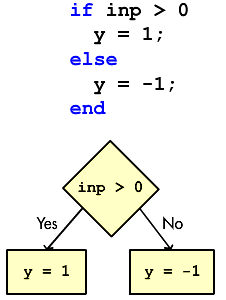 if inp > 0
y = 1;
else
y = -1;
end
inp > 0
Yes No
y = 1 y = -1